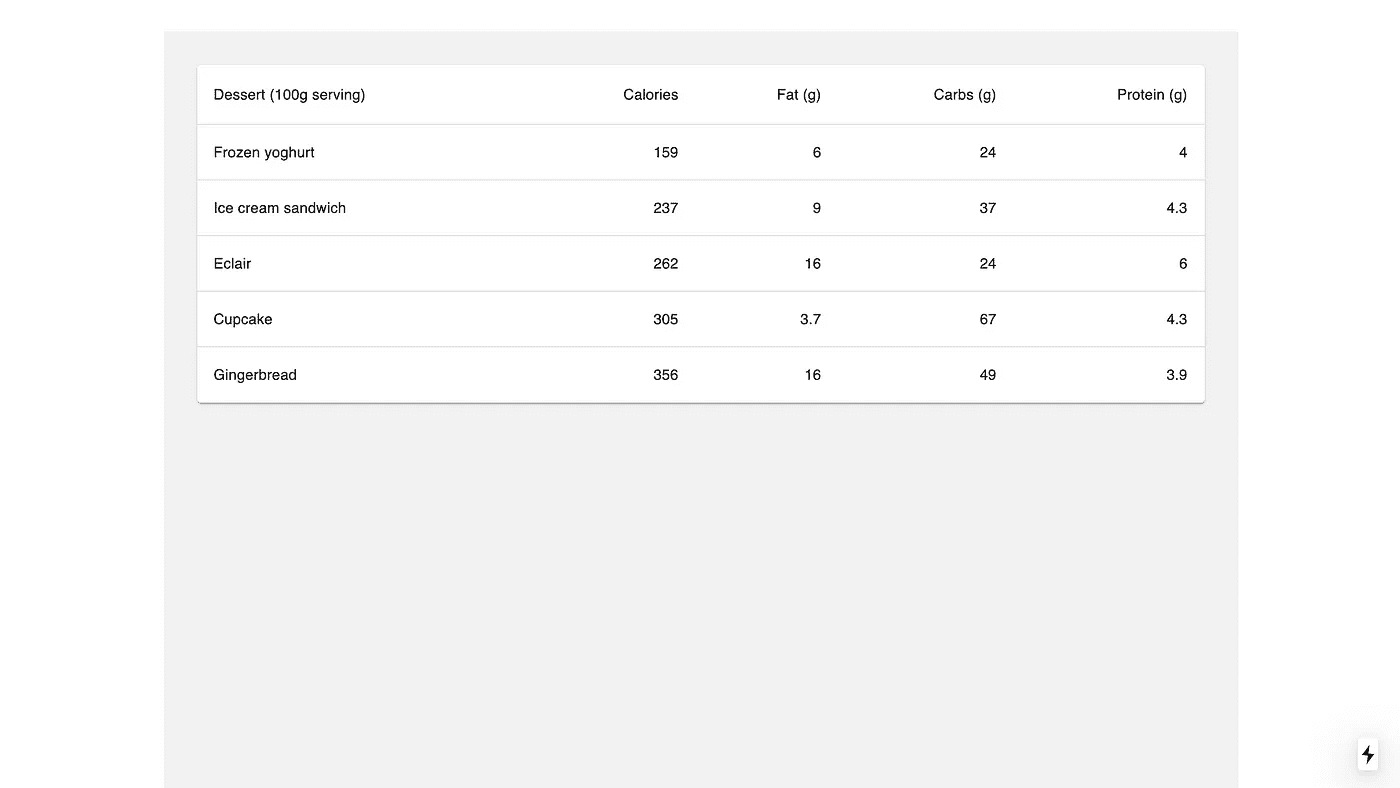 Dessert (100g serving) Calories Fat (g) Carbs (g) Protein (g)
Frozen yoghurt 159 6 24 4
Ice cream sandwich 237 9 37 4.3
Eclair 262 16 24 6
Cupcake 305 3.7 67 4.3
Gingerbread 356 16 49 3.9